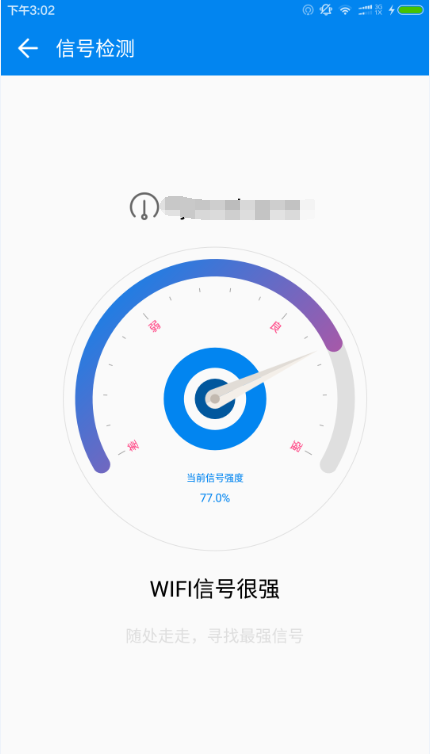 下午3:02
3G
1X
信号检测
弱
良
差
强
当前信号强度
77.0%
WIFI信号很强
随处走走，寻找最强信号